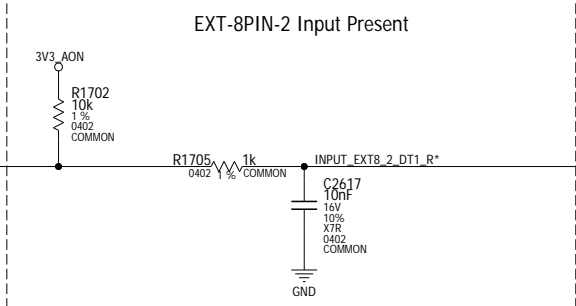 EXT-8PIN-2 Input Present
3V3_AON
R1702
10k
1 %
0402
COMMON
R1705 1k INPUT_EXT8_2_DT1_R*
0402 1 % COMMON
C2617
10nF
16V
10%
X7R
0402
COMMON
GND